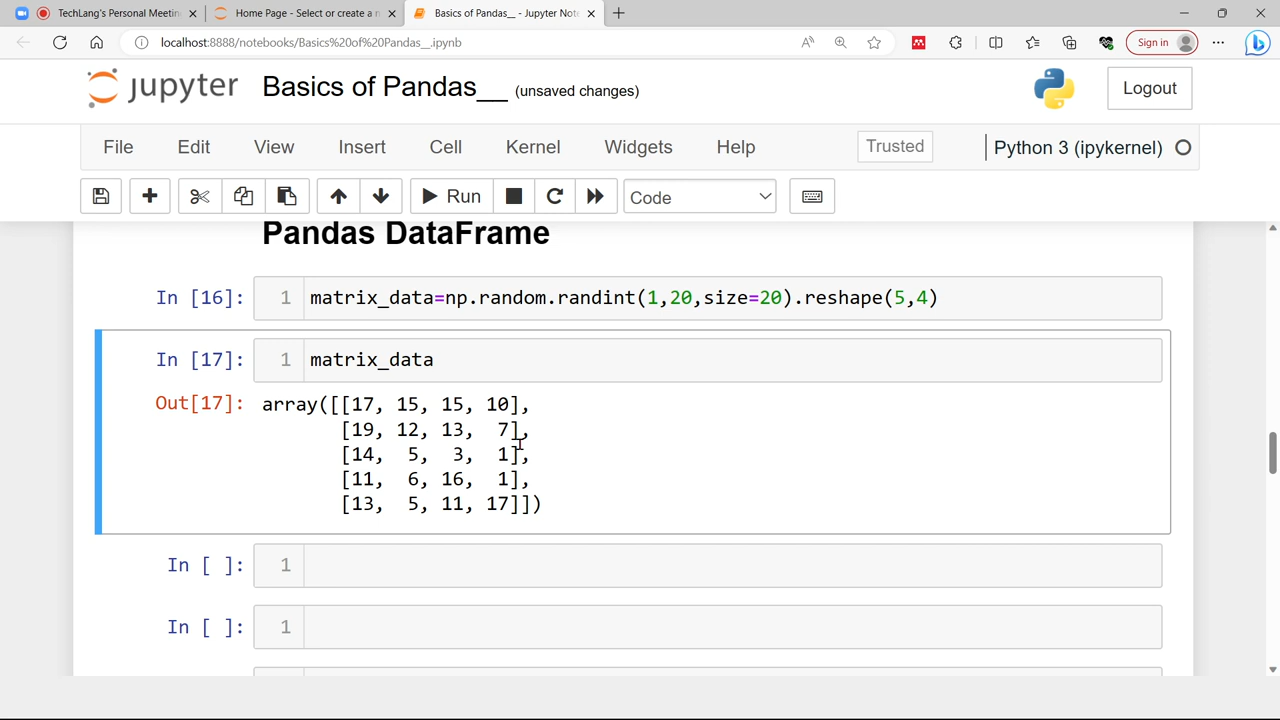 TechLang's Personal Meetin
Home Page - Select or create a n
Basics of Pandas__ - Jupyter Note
localhost:8888/notebooks/Basics%20of%20Pandas__.ipynb
Sign in
jupyter Basics of Pandas__ (unsaved changes)
Logout
File Edit View Insert Cell Kernel Widgets Help Trusted Python 3 (ipykernel)
Run Code
Pandas DataFrame
In [16]: 1 matrix_data=np.random.randint(1,20,size=20).reshape(5,4)
In [17]: 1 matrix_data
Out[17]: array([[17, 15, 15, 10],
[19, 12, 13, 7],
[14, 5, 3, 1],
[11, 6, 16, 1],
[13, 5, 11, 17]])
In [ ]: 1
In [ ]: 1